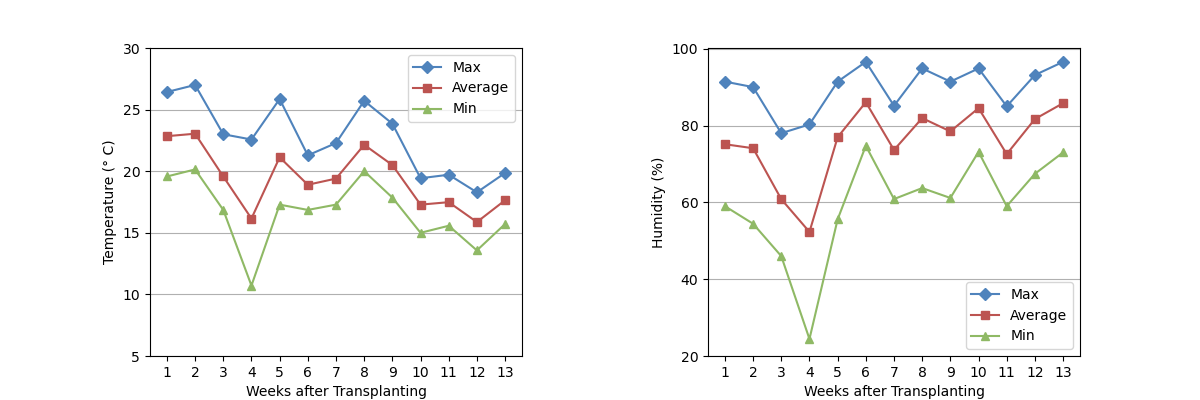 30
25
20
15
10
5
Temperature (° C)
Max
Average
Min
1 2 3 4 5 6 7 8 9 10 11 12 13
Weeks after Transplanting
100
80
60
40
20
Humidity (%)
Max
Average
Min
1 2 3 4 5 6 7 8 9 10 11 12 13
Weeks after Transplanting